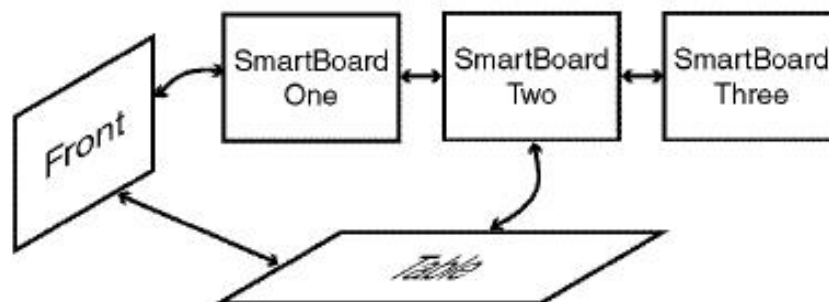 SmartBoard
One
SmartBoard
Two
SmartBoard
Three
Front
Table